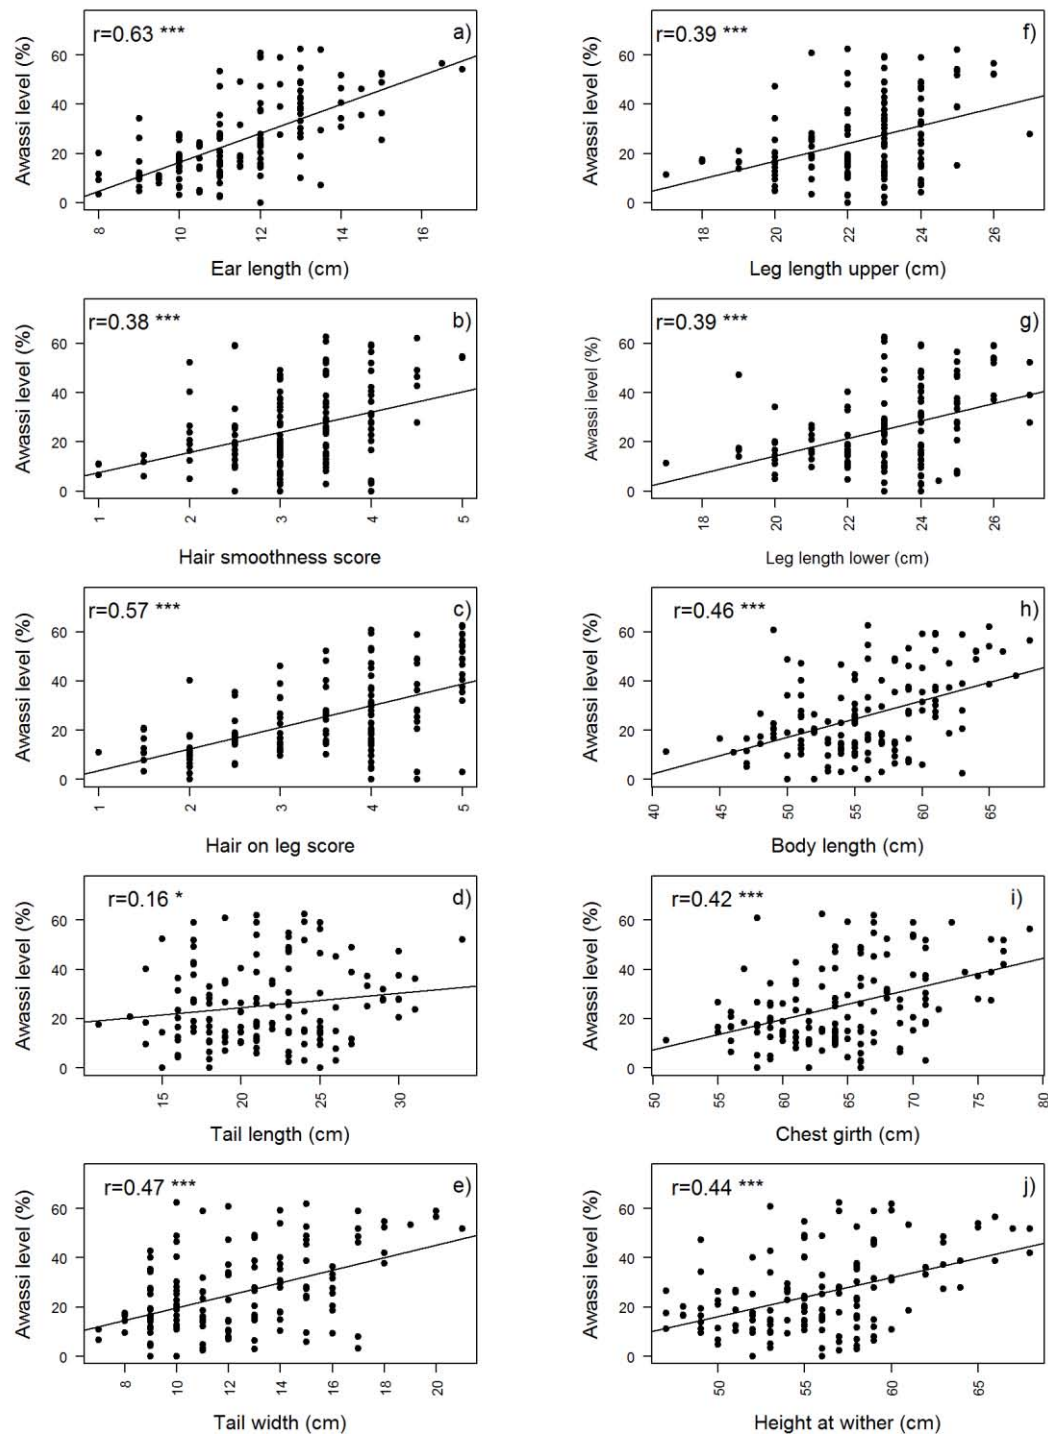 r=0.63 *** a)
Awassi level (%)
60
40
20
0
8 10 12 14 16
Ear length (cm)
r=0.38 *** b)
Awassi level (%)
60
40
20
0
1 2 3 4 5
Hair smoothness score
r=0.57 *** c)
Awassi level (%)
60
40
20
0
1 2 3 4 5
Hair on leg score
r=0.16 * d)
Awassi level (%)
60
40
20
0
15 20 25 30
Tail length (cm)
r=0.47 *** e)
Awassi level (%)
60
40
20
0
8 10 12 14 16 18 20
Tail width (cm)
r=0.39 *** f)
Awassi level (%)
60
40
20
0
18 20 22 24 26
Leg length upper (cm)
r=0.39 *** g)
Awassi level (%)
60
40
20
0
18 20 22 24 26
Leg length lower (cm)
r=0.46 *** h)
Awassi level (%)
60
40
20
0
40 45 50 55 60 65
Body length (cm)
r=0.42 *** i)
Awassi level (%)
60
40
20
0
50 55 60 65 70 75 80
Chest girth (cm)
r=0.44 *** j)
Awassi level (%)
60
40
20
0
50 55 60 65
Height at wither (cm)